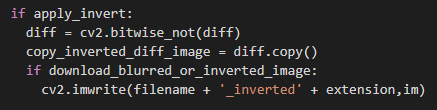 if apply_invert:
  diff = cv2.bitwise_not(diff)
  copy_inverted_diff_image = diff.copy()
  if download_blurred_or_inverted_image:
    cv2.imwrite(filename + '_inverted' + extension,im)